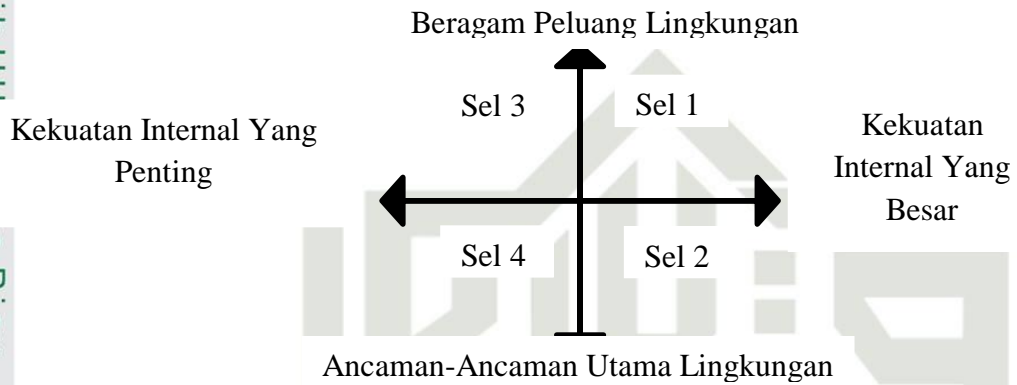 Beragam Peluang Lingkungan
Sel 3
Sel 1
Kekuatan Internal Yang
Penting
Kekuatan
Internal Yang
Besar
Sel 4
Sel 2
Ancaman-Ancaman Utama Lingkungan